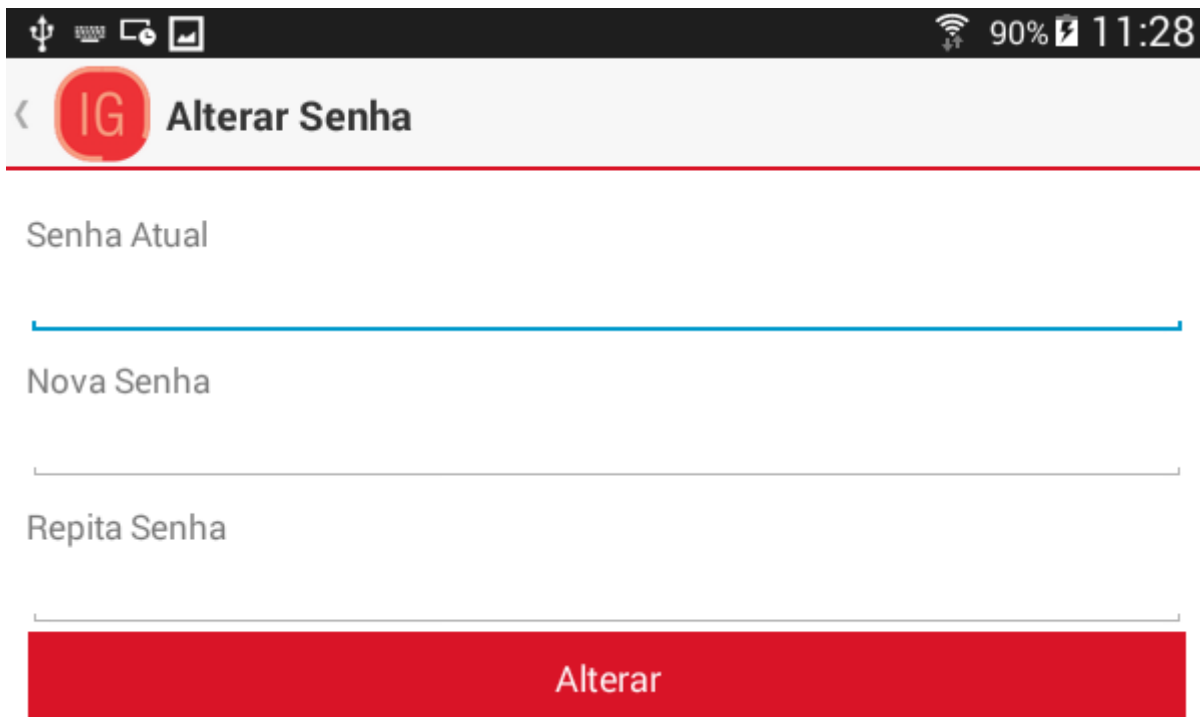 90% 11:28
IG Alterar Senha
Senha Atual
Nova Senha
Repita Senha
Alterar